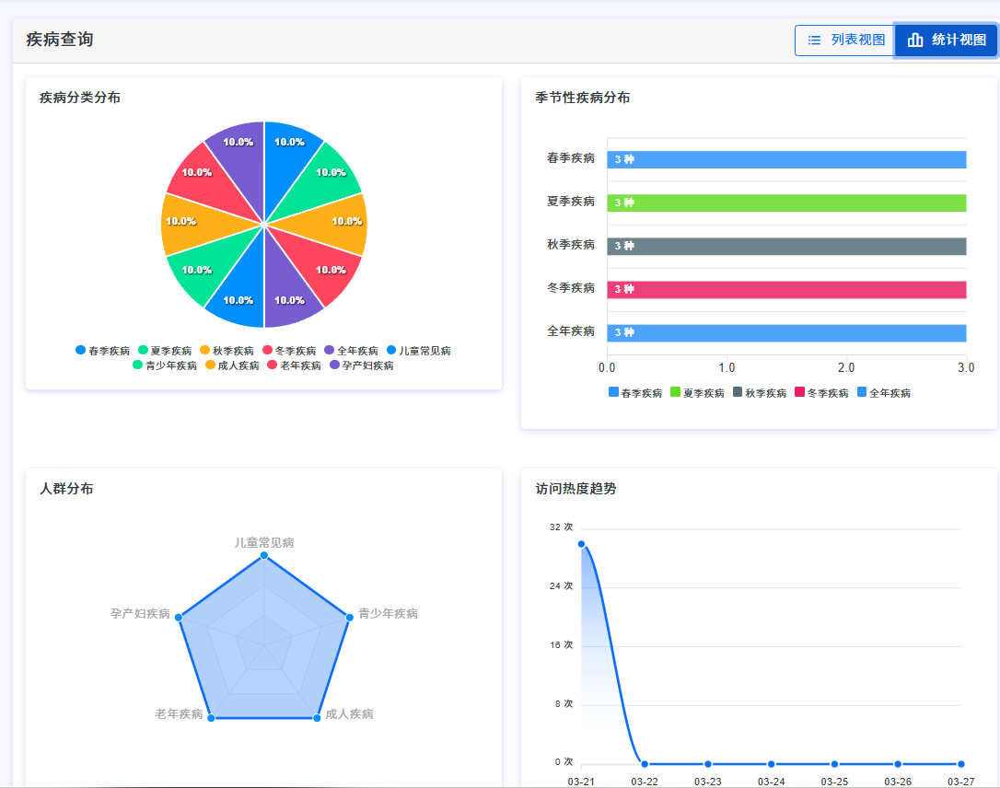 疾病查询
列表视图
统计视图
疾病分类分布
10.0%
10.0%
10.0%
10.0%
10.0%
10.0%
10.0%
10.0%
10.0%
10.0%
春季疾病 夏季疾病 秋季疾病 冬季疾病 全年疾病 儿童常见病
青少年疾病 成人疾病 老年疾病 孕产妇疾病
季节性疾病分布
春季疾病 3 种
夏季疾病 3 种
秋季疾病 3 种
冬季疾病 3 种
全年疾病 3 种
0.0 1.0 2.0 3.0
春季疾病 夏季疾病 秋季疾病 冬季疾病 全年疾病
人群分布
儿童常见病
孕产妇疾病
青少年疾病
老年疾病
成人疾病
访问热度趋势
32 次
24 次
16 次
8 次
0 次
03-21 03-22 03-23 03-24 03-25 03-26 03-27